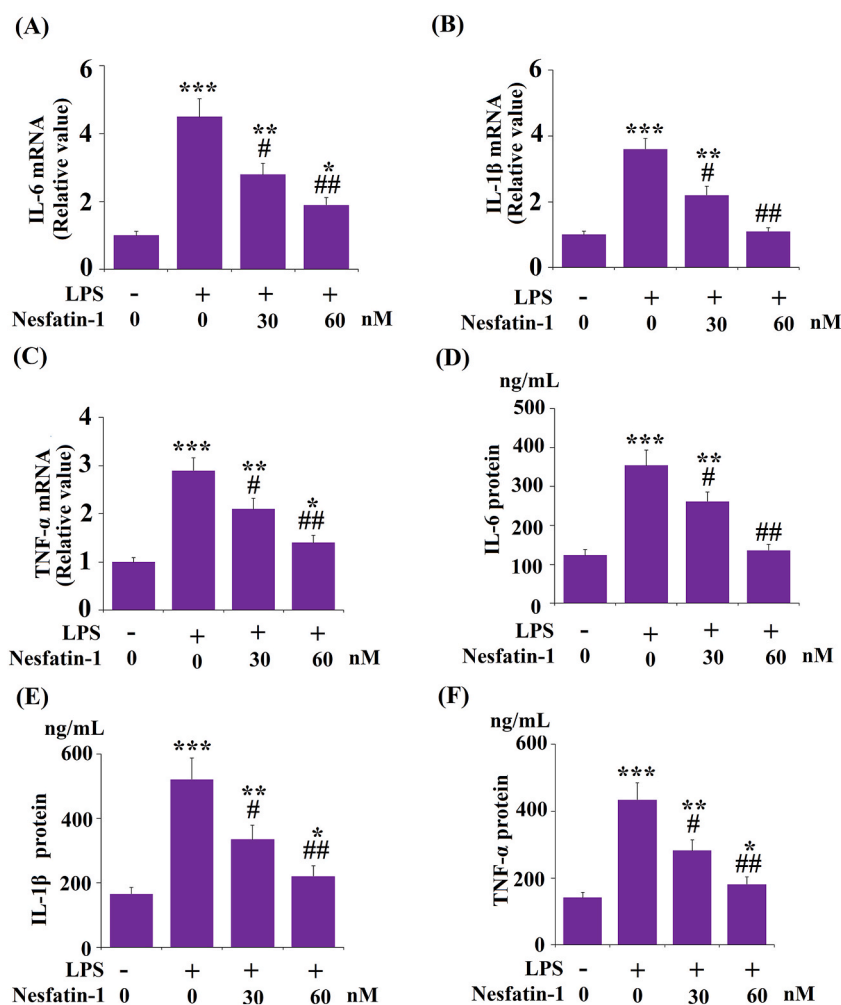 (A)
IL-6 mRNA
(Relative value)
6
4
2
0
***
**
#
*
##
LPS - + + +
Nesfatin-1 0 0 30 60 nM
(B)
IL-1β mRNA
(Relative value)
6
4
2
0
***
**
#
##
LPS - + + +
Nesfatin-1 0 0 30 60 nM
(C)
TNF-α mRNA
(Relative value)
4
3
2
1
0
***
**
#
*
##
LPS - + + +
Nesfatin-1 0 0 30 60 nM
(D)
ng/mL
IL-6 protein
500
400
300
200
100
0
***
**
#
##
LPS - + + +
Nesfatin-1 0 0 30 60 nM
(E)
ng/mL
IL-1β protein
600
400
200
0
***
**
#
*
##
LPS - + + +
Nesfatin-1 0 0 30 60 nM
(F)
ng/mL
TNF-α protein
600
400
200
0
***
**
#
*
##
LPS - + + +
Nesfatin-1 0 0 30 60 nM